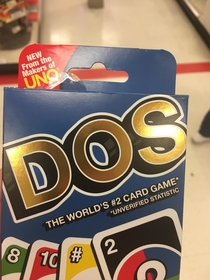 NEW
From the
Makers of
UNO
DOS
THE WORLD'S #2 CARD GAME*
*UNVERIFIED STATISTIC
8
10
#
2